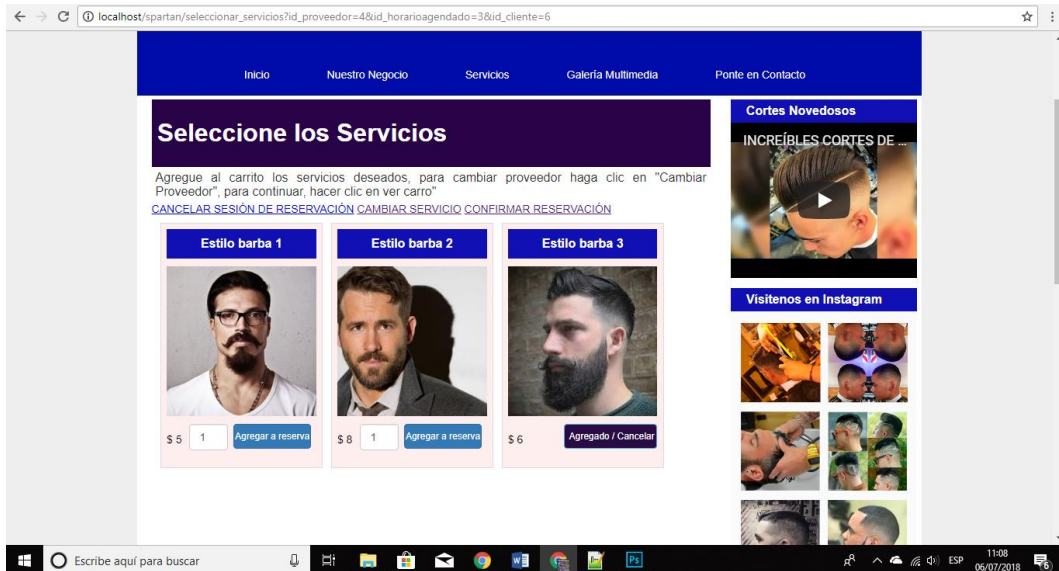 localhost/spartan/seleccionar_servicios?id_proveedor=4&id_horarioagendado=3&id_cliente=6
Inicio Nuestro Negocio Servicios Galería Multimedia Ponte en Contacto
Seleccione los Servicios
Agregue al carrito los servicios deseados, para cambiar proveedor haga clic en "Cambiar
Proveedor", para continuar, hacer clic en ver carro"
CANCELAR SESIÓN DE RESERVACIÓN CAMBIAR SERVICIO CONFIRMAR RESERVACIÓN
Estilo barba 1
$ 5 1 Agregar a reserva
Estilo barba 2
$ 8 1 Agregar a reserva
Estilo barba 3
$ 6 Agregado / Cancelar
Cortes Novedosos
INCREÍBLES CORTES DE ...
Visitenos en Instagram
Escribe aquí para buscar
Ps
ESP
11:08
06/07/2018
6